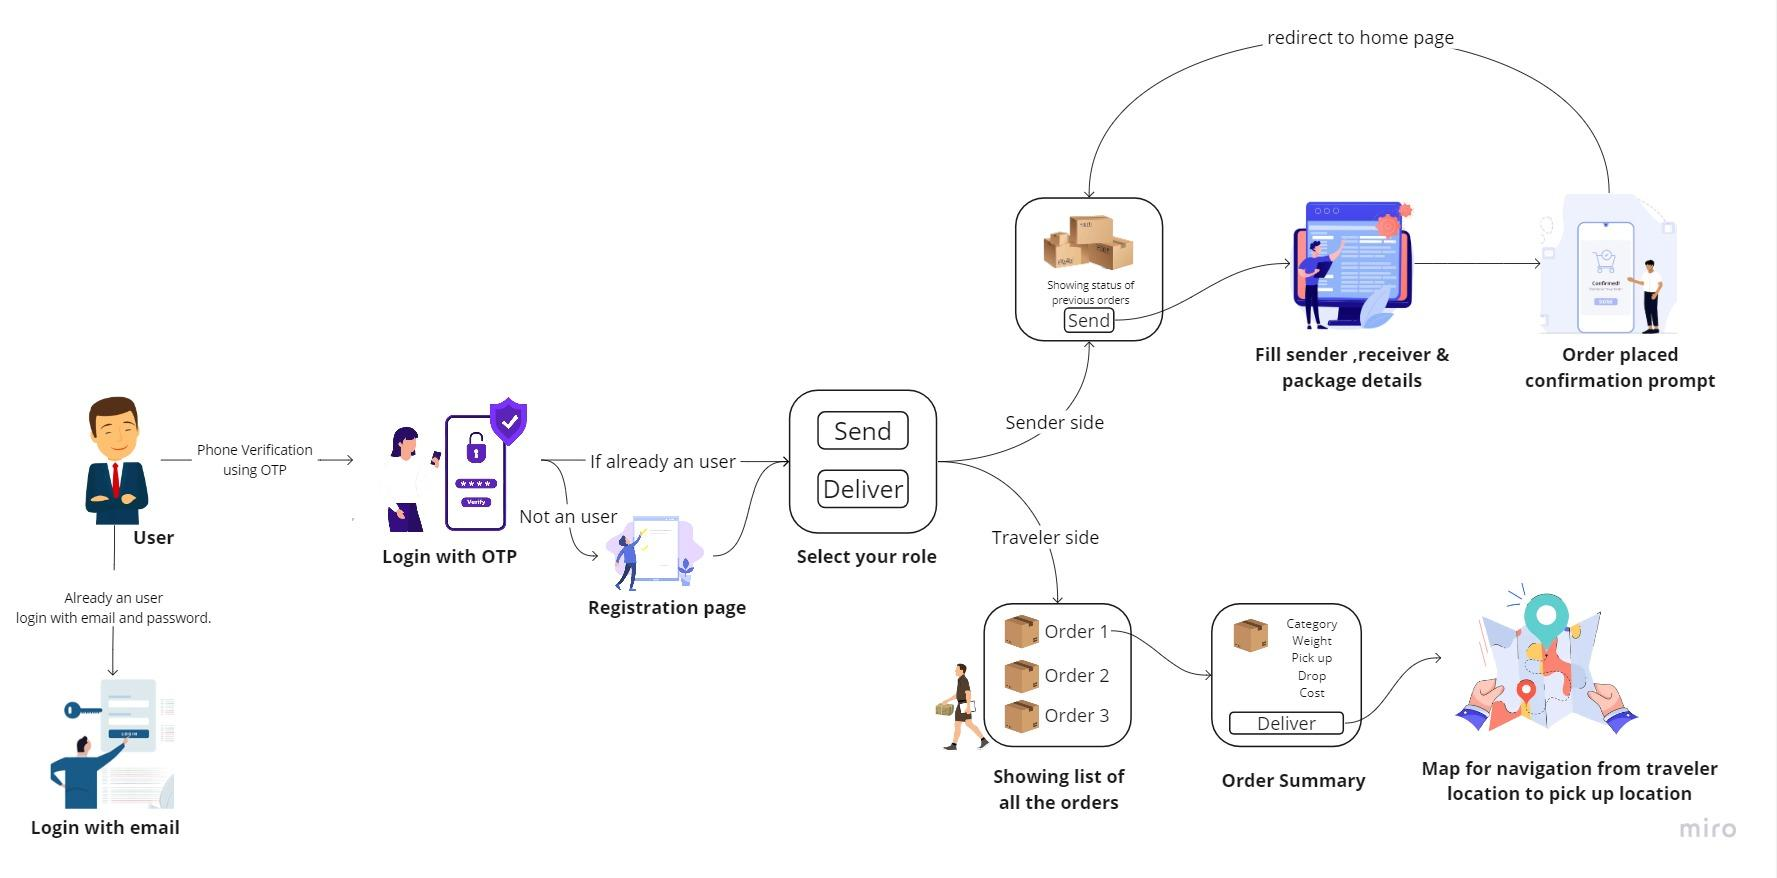 redirect to home page
Showing status of
previous orders
Send
Confirmed!
Fill sender ,receiver &
package details
Order placed
confirmation prompt
Sender side
Phone Verification
using OTP
Verify
If already an user
Send
Deliver
Not an user
User
Login with OTP
Select your role
Traveler side
Registration page
Already an user
login with email and password.
LOGIN
Login with email
Order 1
Order 2
Order 3
Showing list of
all the orders
Category
Weight
Pick up
Drop
Cost
Deliver
Order Summary
Map for navigation from traveler
location to pick up location
miro